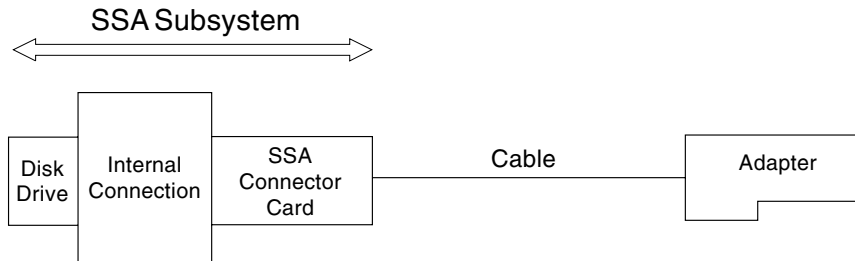 SSA Subsystem
Disk
Drive
Internal
Connection
SSA
Connector
Card
Cable
Adapter